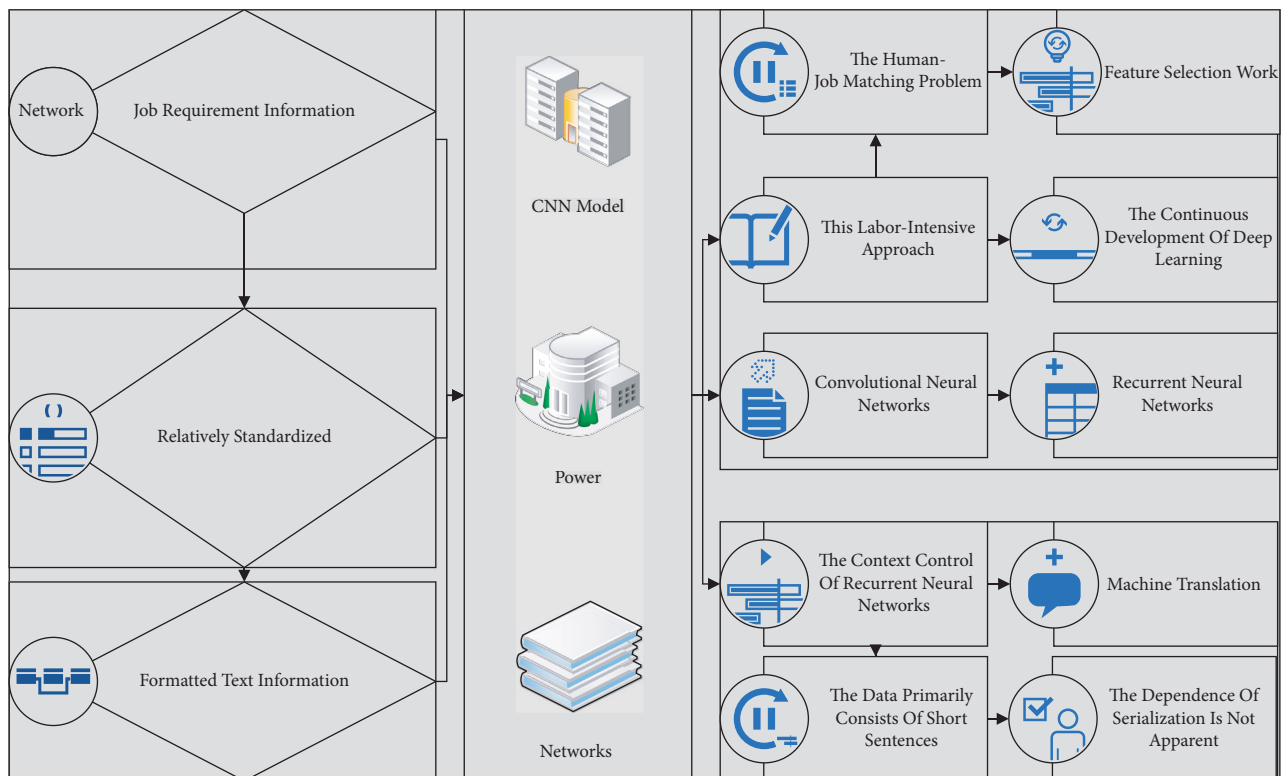 Network
Job Requirement Information
Relatively Standardized
( )
Formatted Text Information
CNN Model
Power
Networks
The Human-
Job Matching Problem
Feature Selection Work
This Labor-Intensive
Approach
The Continuous
Development Of Deep
Learning
Convolutional Neural
Networks
Recurrent Neural
Networks
The Context Control
Of Recurrent Neural
Networks
Machine Translation
The Data Primarily
Consists Of Short
Sentences
The Dependence Of
Serialization Is Not
Apparent